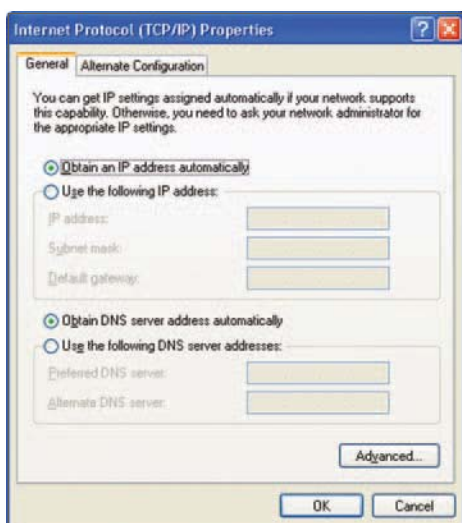 Internet Protocol (TCP/IP) Properties
General
Alternate Configuration
You can get IP settings assigned automatically if your network supports
this capability. Otherwise, you need to ask your network administrator for
the appropriate IP settings.
Obtain an IP address automatically
Use the following IP address:
IP address:
Subnet mask:
Default gateway:
Obtain DNS server address automatically
Use the following DNS server addresses:
Preferred DNS server:
Alternate DNS server:
Advanced...
OK
Cancel